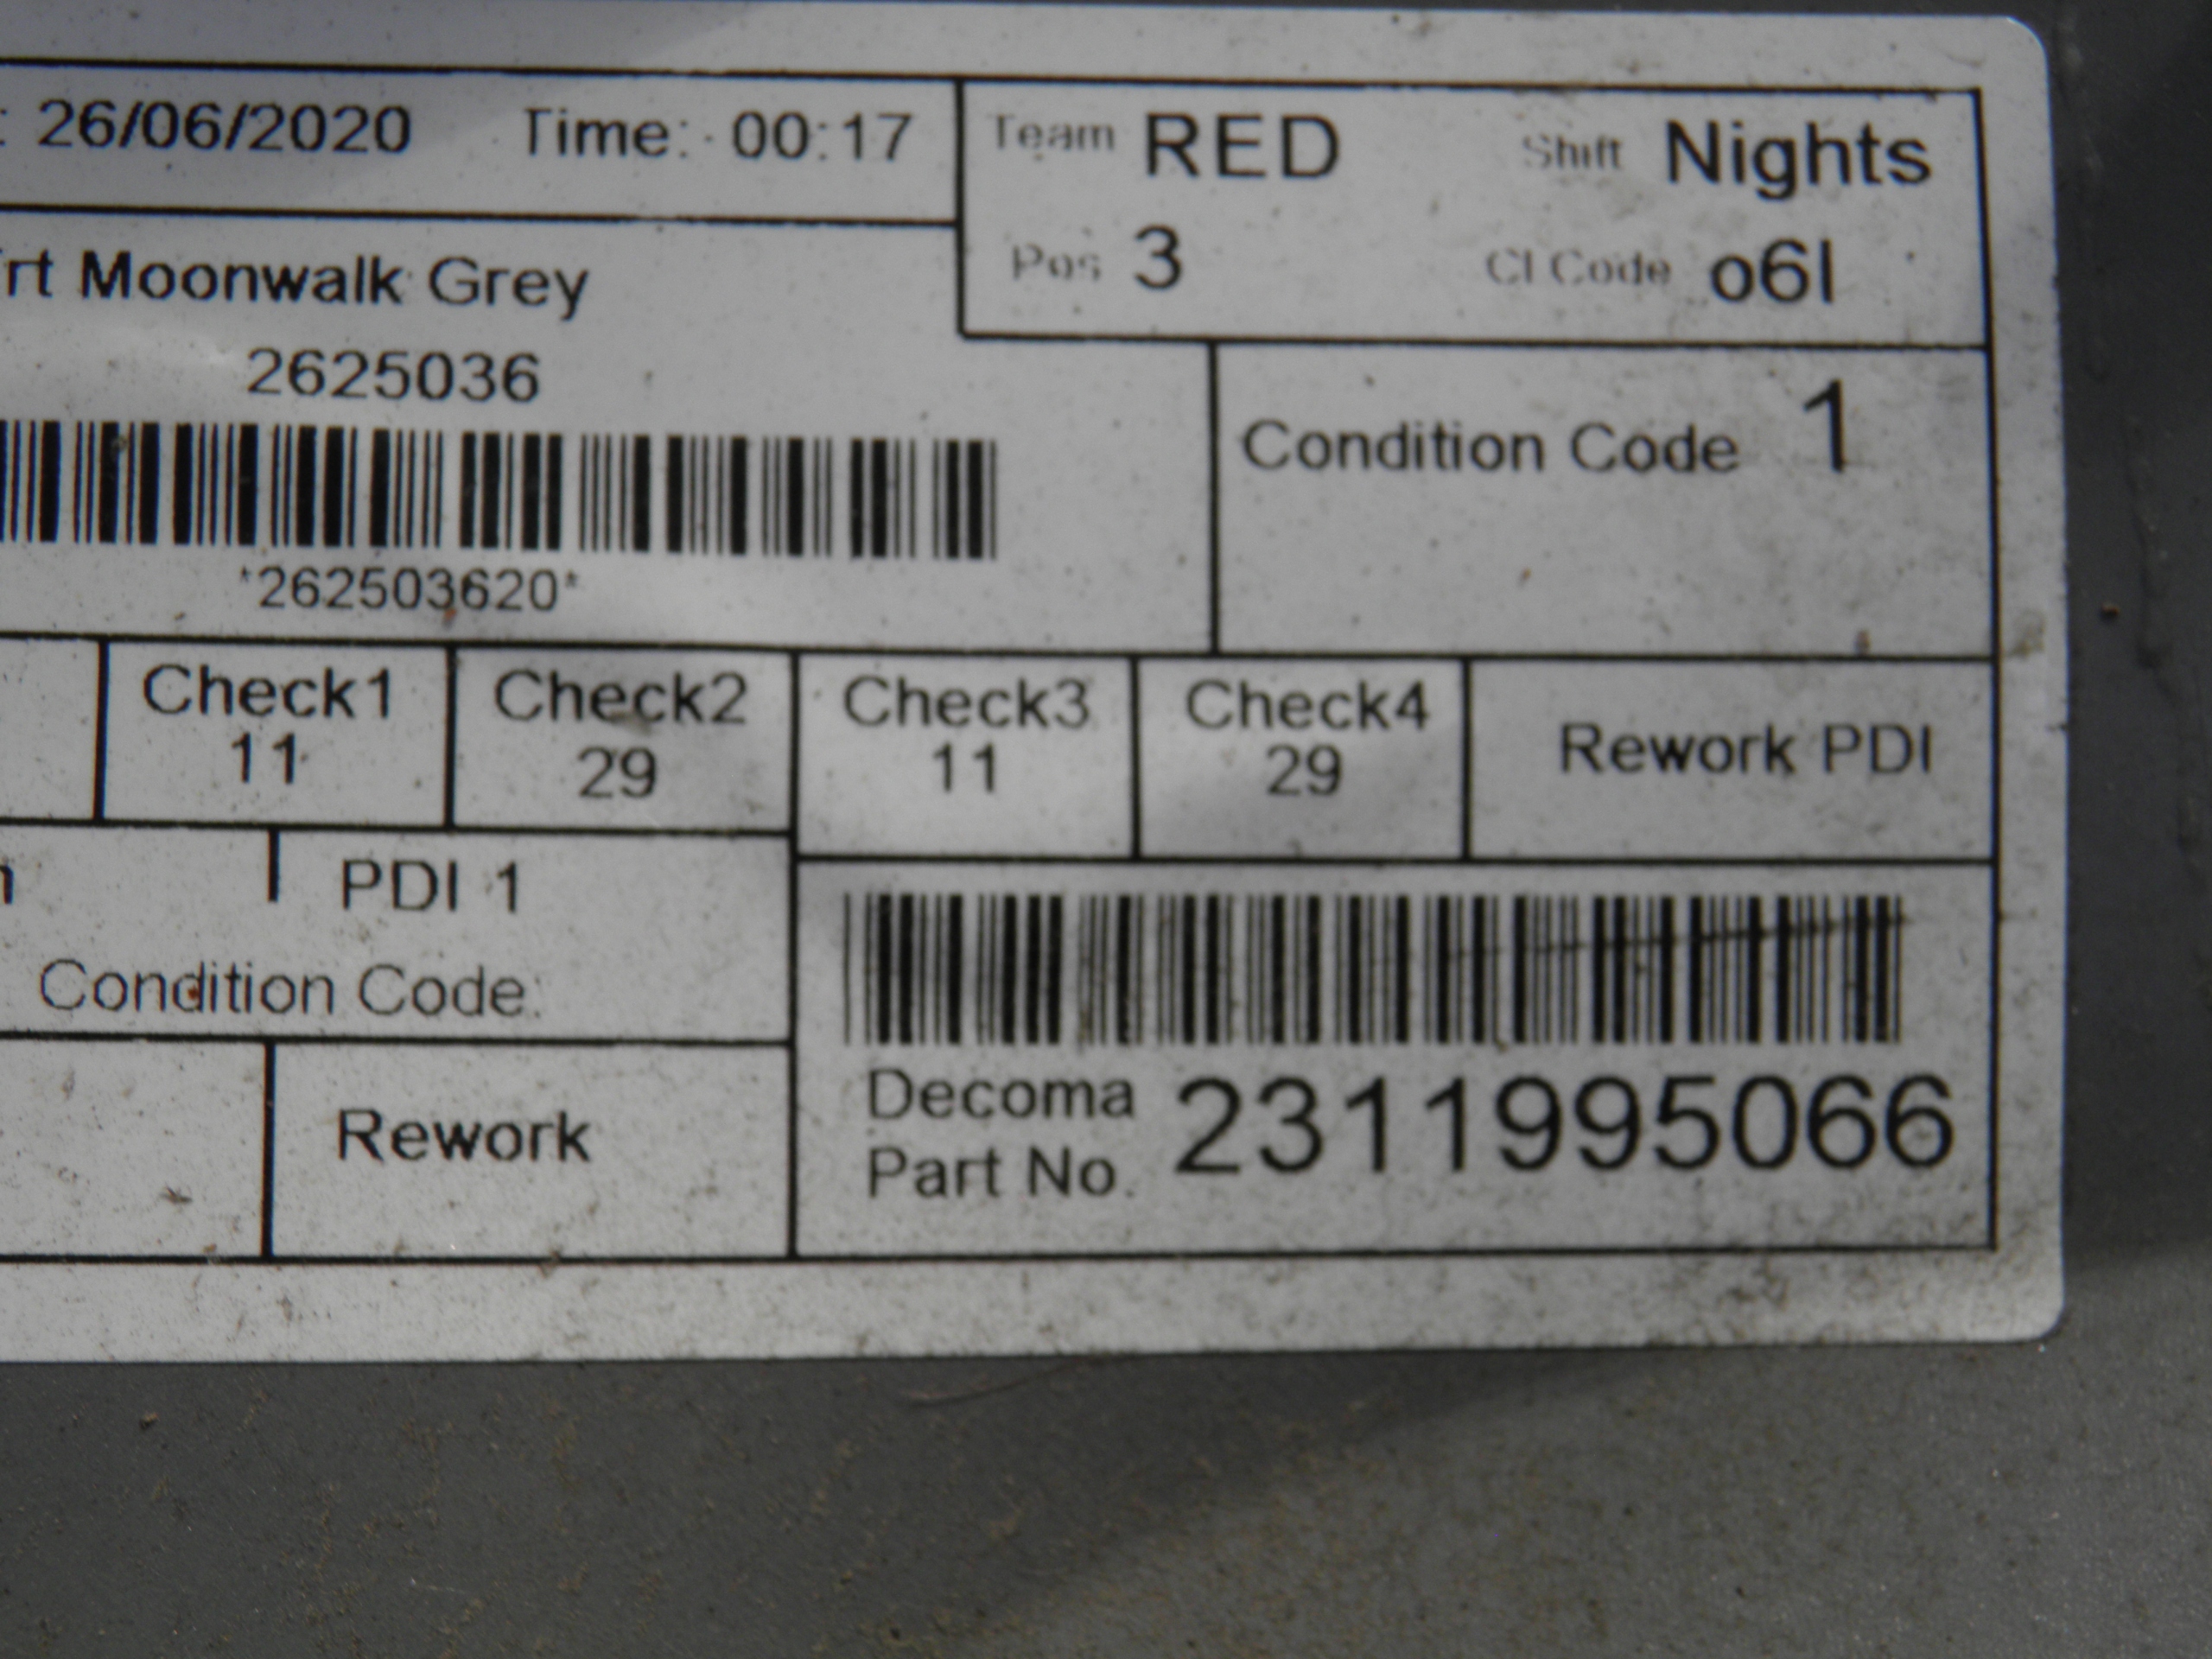 : 26/06/2020 Time: 00:17
Team RED Shift Nights
Pos 3 CI Code o6I
rt Moonwalk Grey
2625036
Condition Code 1
*262503620*
Check1 Check2 Check3 Check4 Rework PDI
11 29 11 29
PDI 1
Condition Code:
Rework
Decoma
Part No. 2311995066